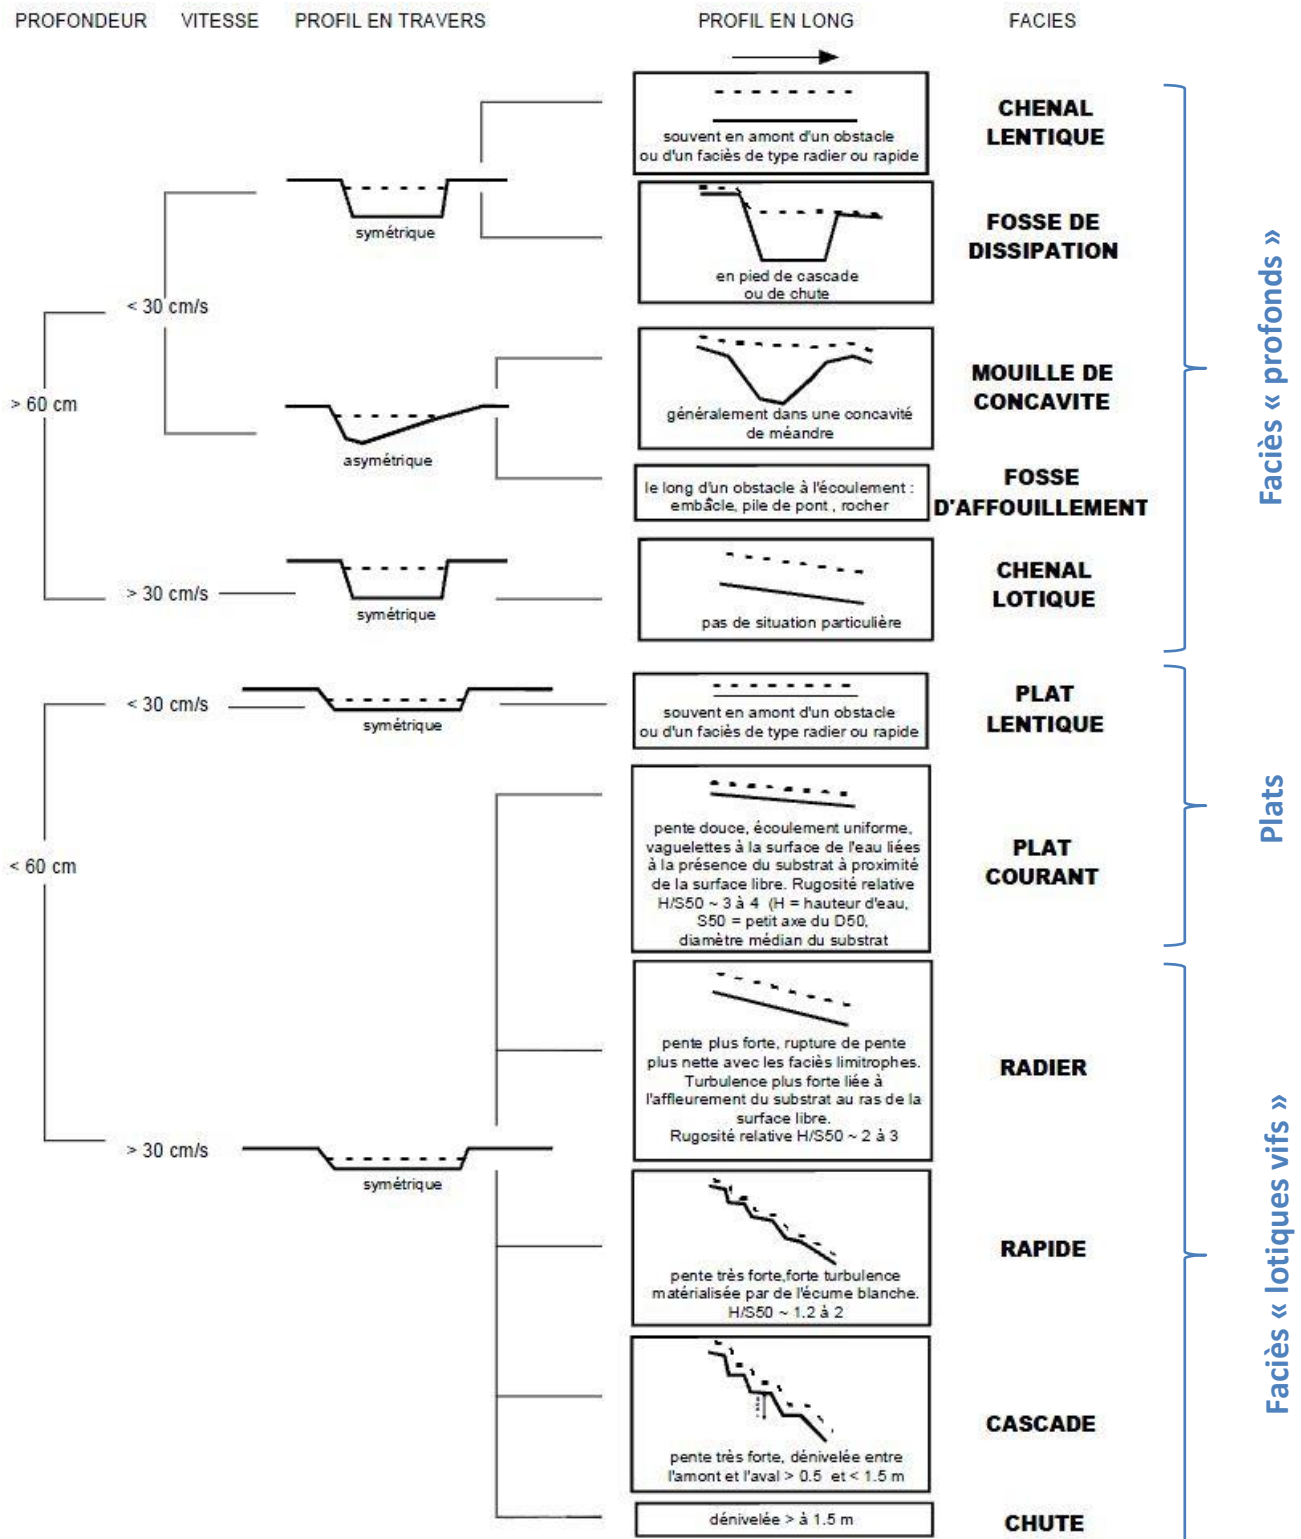 PROFONDEUR VITESSE PROFIL EN TRAVERS PROFIL EN LONG FACIES
souvent en amont d'un obstacle
ou d'un faciès de type radier ou rapide
CHENAL
LENTIQUE
symétrique
en pied de cascade
ou de chute
FOSSE DE
DISSIPATION
< 30 cm/s
> 60 cm
asymétrique
généralement dans une concavité
de méandre
MOUILLE DE
CONCAVITE
le long d'un obstacle à l'écoulement :
embâcle, pile de pont , rocher
FOSSE
D'AFFOUILLEMENT
> 30 cm/s
symétrique
pas de situation particulière
CHENAL
LOTIQUE
Faciès « profonds »
< 30 cm/s
symétrique
souvent en amont d'un obstacle
ou d'un faciès de type radier ou rapide
PLAT
LENTIQUE
< 60 cm
pente douce, écoulement uniforme,
vaguelettes à la surface de l'eau liées
à la présence du substrat à proximité
de la surface libre. Rugosité relative
H/S50 ~ 3 à 4 (H = hauteur d'eau,
S50 = petit axe du D50,
diamètre médian du substrat
PLAT
COURANT
Plats
pente plus forte, rupture de pente
plus nette avec les faciès limitrophes.
Turbulence plus forte liée à
l'affleurement du substrat au ras de la
surface libre.
Rugosité relative H/S50 ~ 2 à 3
RADIER
> 30 cm/s
symétrique
pente très forte,forte turbulence
matérialisée par de l'écume blanche.
H/S50 ~ 1.2 à 2
RAPIDE
pente très forte, dénivelée entre
l'amont et l'aval > 0.5 et < 1.5 m
CASCADE
dénivelée > à 1.5 m
CHUTE
Faciès « lotiques vifs »